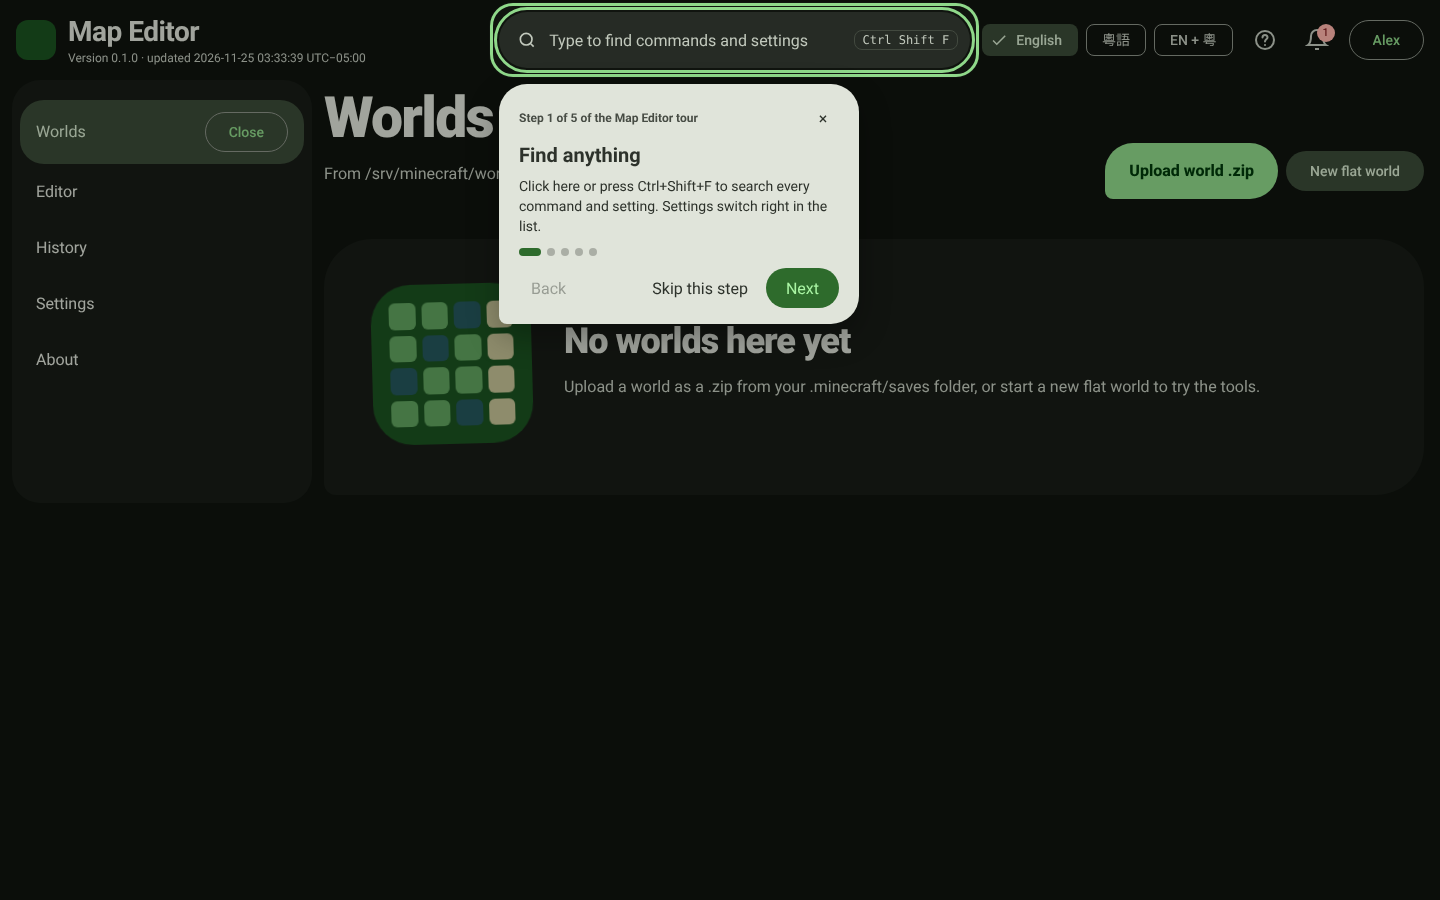 Map Editor
Version 0.1.0 · updated 2026-11-25 03:33:39 UTC−05:00
Type to find commands and settings
Ctrl Shift F
English
粵語
EN + 粵
1
Alex
Worlds
Close
Editor
History
Settings
About
Worlds
From /srv/minecraft/wor
Upload world .zip
New flat world
Step 1 of 5 of the Map Editor tour
Find anything
Click here or press Ctrl+Shift+F to search every
command and setting. Settings switch right in the
list.
Back
Skip this step
Next
No worlds here yet
Upload a world as a .zip from your .minecraft/saves folder, or start a new flat world to try the tools.